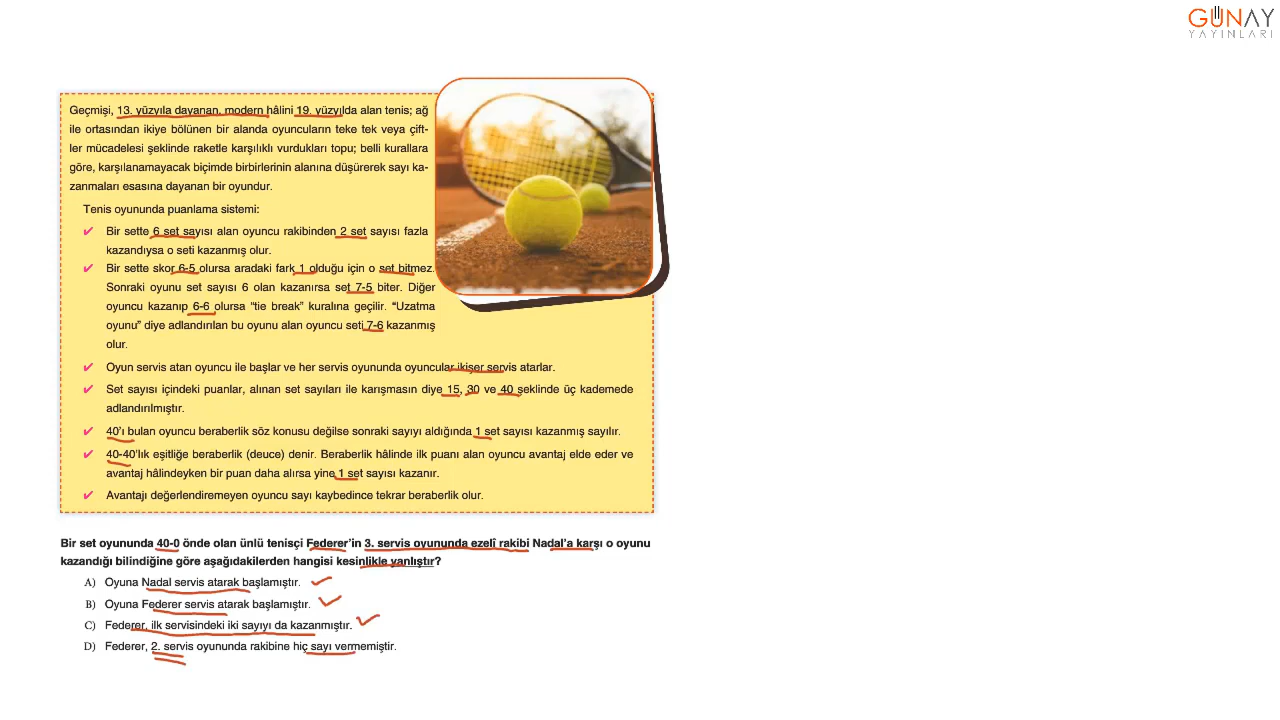 GÜNAY
YAYINLARI
Geçmişi, 13. yüzyıla dayanan, modern hâlini 19. yüzyılda alan tenis; ağ
ile ortasından ikiye bölünen bir alanda oyuncuların teke tek veya çift-
ler mücadelesi şeklinde raketle karşılıklı vurdukları topu; belli kurallara
göre, karşılanamayacak biçimde birbirlerinin alanına düşürerek sayı ka-
zanmaları esasına dayanan bir oyundur.
Tenis oyununda puanlama sistemi:
✔ Bir sette 6 set sayısı alan oyuncu rakibinden 2 set sayısı fazla
kazandıysa o seti kazanmış olur.
✔ Bir sette skor 6-5 olursa aradaki fark 1 olduğu için o set bitmez.
Sonraki oyunu set sayısı 6 olan kazanırsa set 7-5 biter. Diğer
oyuncu kazanıp 6-6 olursa “tie break” kuralına geçilir. “Uzatma
oyunu” diye adlandırılan bu oyunu alan oyuncu seti 7-6 kazanmış
olur.
✔ Oyun servis atan oyuncu ile başlar ve her servis oyununda oyuncular ikişer servis atarlar.
✔ Set sayısı içindeki puanlar, alınan set sayıları ile karışmasın diye 15, 30 ve 40 şeklinde üç kademede
adlandırılmıştır.
✔ 40’ı bulan oyuncu beraberlik söz konusu değilse sonraki sayıyı aldığında 1 set sayısı kazanmış sayılır.
✔ 40-40’lık eşitliğe beraberlik (deuce) denir. Beraberlik hâlinde ilk puanı alan oyuncu avantaj elde eder ve
avantaj hâlindeyken bir puan daha alırsa yine 1 set sayısı kazanır.
✔ Avantajı değerlendiremeyen oyuncu sayı kaybedince tekrar beraberlik olur.
Bir set oyununda 40-0 önde olan ünlü tenisçi Federer’in 3. servis oyununda ezelî rakibi Nadal’a karşı o oyunu
kazandığı bilindiğine göre aşağıdakilerden hangisi kesinlikle yanlıştır?
A) Oyuna Nadal servis atarak başlamıştır.
B) Oyuna Federer servis atarak başlamıştır.
C) Federer, ilk servisindeki iki sayıyı da kazanmıştır.
D) Federer, 2. servis oyununda rakibine hiç sayı vermemiştir.